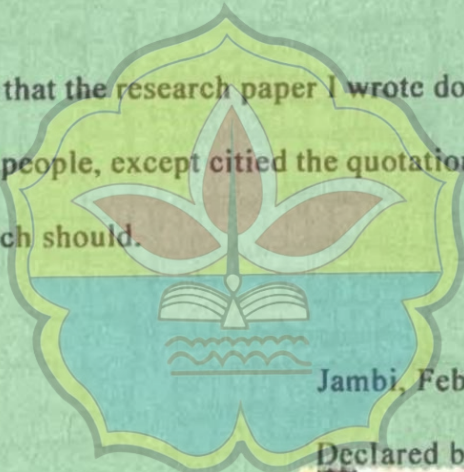 that the research paper I wrote do
people, except citied the quotation
ch should.
Jambi, Feb
Declared b